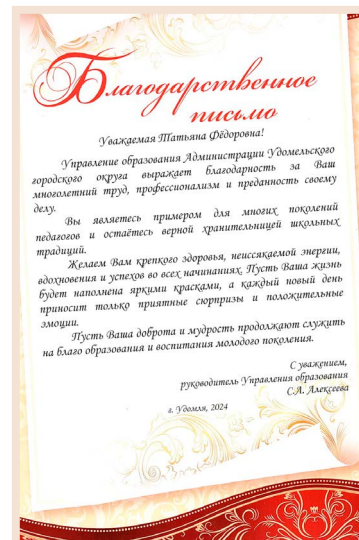 Благодарственное
письмо
Уважаемая Татьяна Фёдоровна!
Управление образования Администрации Удомельского
городского округа выражает благодарность за Ваш
многолетний труд, профессионализм и преданность своему
делу.
Вы являетесь примером для многих поколений
педагогов и остаётесь верной хранительницей школьных
традиций.
Желаем Вам крепкого здоровья, неиссякаемой энергии,
вдохновения и успехов во всех начинаниях. Пусть Ваша жизнь
будет наполнена яркими красками, а каждый новый день
приносит только приятные сюрпризы и положительные
эмоции.
Пусть Ваша доброта и мудрость продолжают служить
на благо образования и воспитания молодого поколения.
С уважением,
руководитель Управления образования
С.А. Алексеева
г. Удомля, 2024